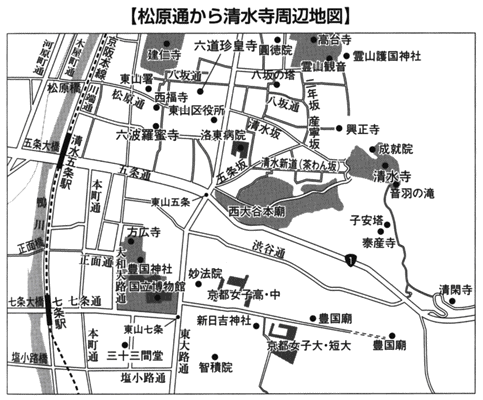 【松原通から清水寺周辺地図】
河原町通
木屋町通
京阪本線
川端通
建仁寺
六道珍皇寺
圓徳院
高台寺
霊山護国神社
霊山観音
東山署
八坂通
八坂の塔
松原橋
松原通
西福寺
東山区役所
八坂通
二年坂
産寧坂
興正寺
六波羅蜜寺
洛東病院
清水坂
成就院
五条大橋
清水五条駅
五条通
五条坂
清水新道(茶わん坂)
清水寺
音羽の滝
本町通
東山五条
西大谷本廟
子安塔
泰産寺
鴨川
方広寺
大和大路通
渋谷通
1
正面橋
正面通
豊国神社
国立博物館
妙法院
京都女子高・中
清閑寺
七条大橋
七条通
七条駅
新日吉神社
豊国廟
本町通
東山七条
東大路通
京都女子大・短大
豊国廟
三十三間堂
智積院
塩小路橋
塩小路通